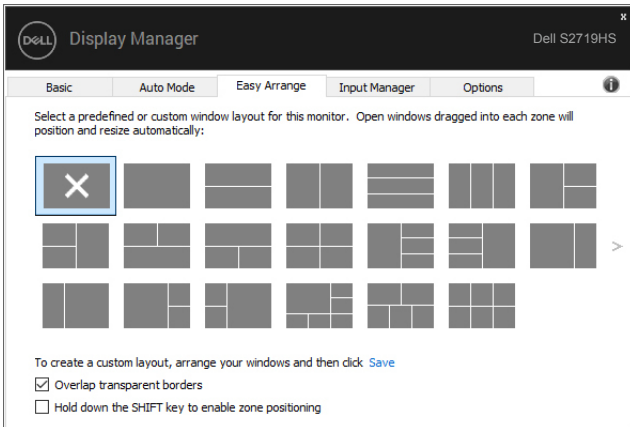 x
DELL Display Manager Dell S2719HS
Basic Auto Mode Easy Arrange Input Manager Options i
Select a predefined or custom window layout for this monitor. Open windows dragged into each zone will
position and resize automatically:
>
To create a custom layout, arrange your windows and then click Save
Overlap transparent borders
Hold down the SHIFT key to enable zone positioning